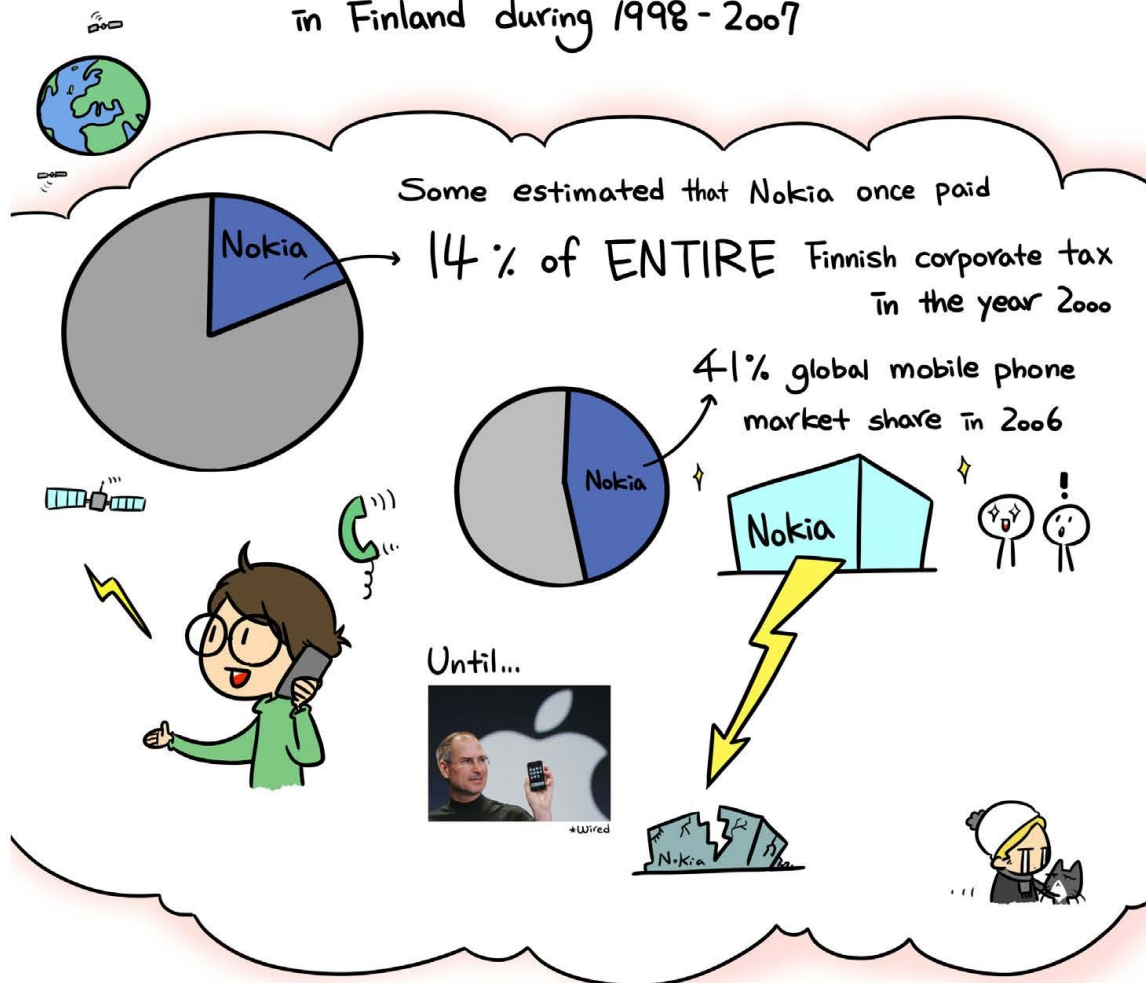 in Finland during 1998-2007
Some estimated that Nokia once paid
Nokia
14% of ENTIRE Finnish corporate tax
in the year 2000
41% global mobile phone
market share in 2006
Nokia
Nokia
!
Until...
*Wired
Nokia
...